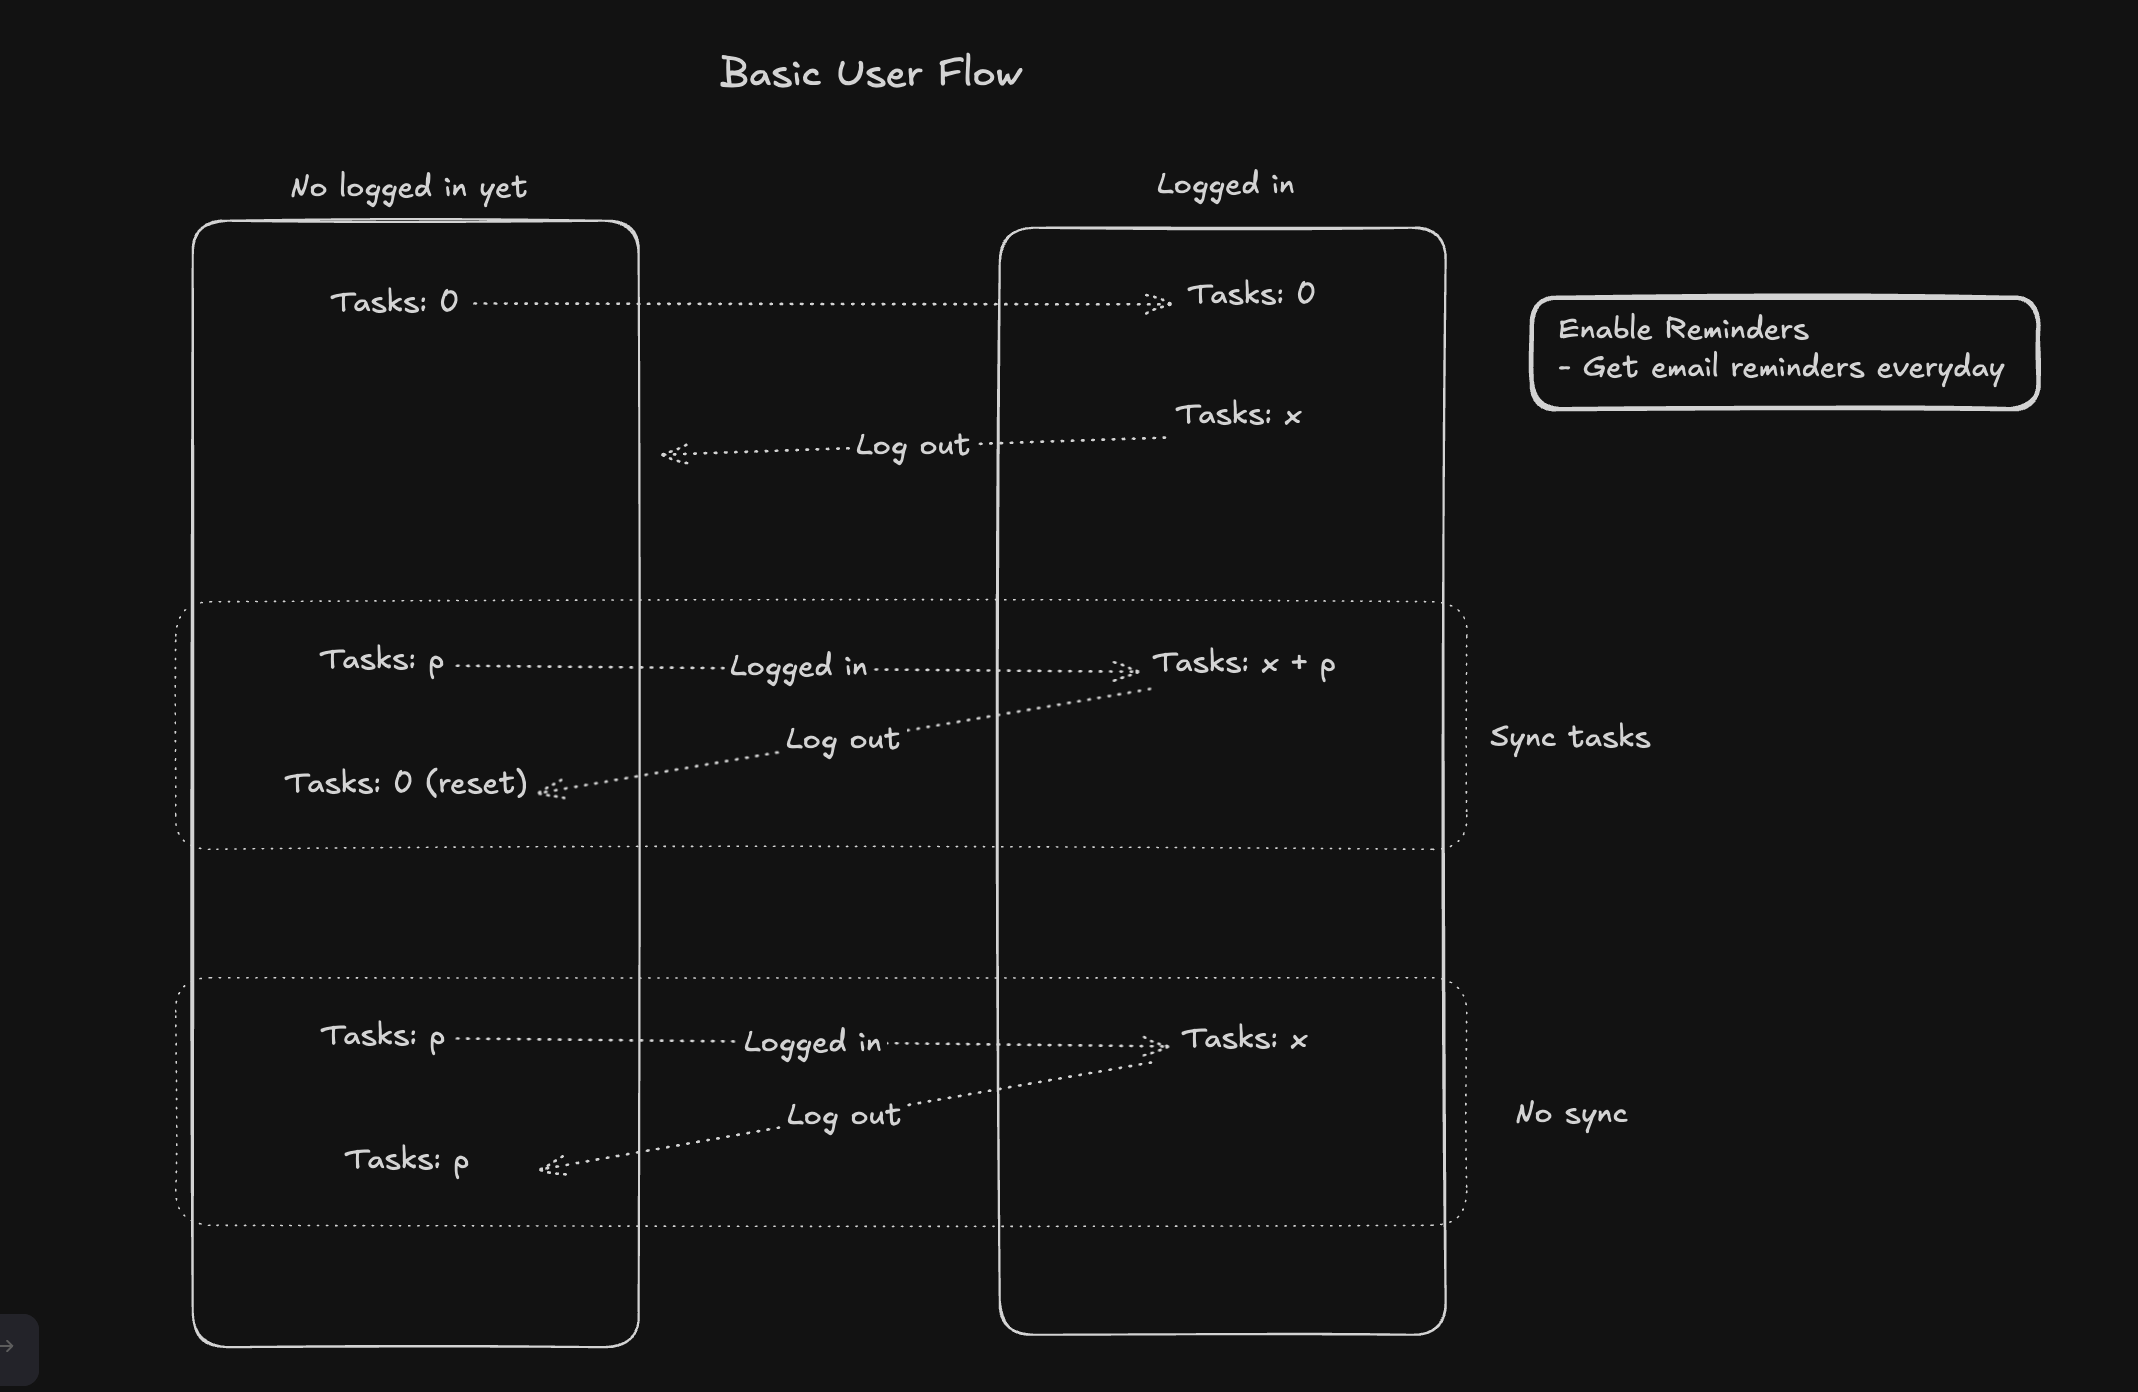 Basic User Flow
No logged in yet
Logged in
Tasks: 0
Tasks: 0
Enable Reminders
- Get email reminders everyday
Tasks: x
Log out
Tasks: p
Logged in
Tasks: x + p
Log out
Sync tasks
Tasks: 0 (reset)
Tasks: p
Logged in
Tasks: x
Log out
No sync
Tasks: p